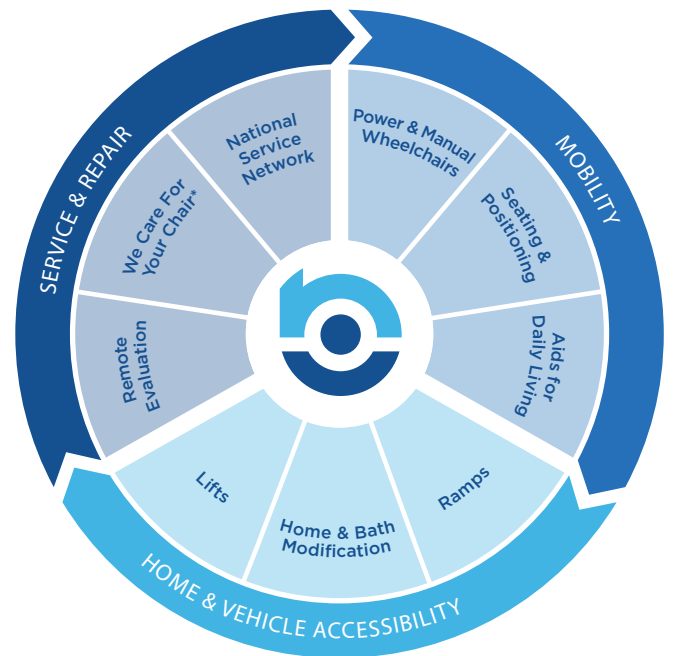 MOBILITY
Power & Manual
Wheelchairs
Seating &
Positioning
Aids for
Daily Living
HOME & VEHICLE ACCESSIBILITY
Ramps
Home & Bath
Modification
Lifts
SERVICE & REPAIR
Remote
Evaluation
We Care For
Your Chair*
National
Service
Network